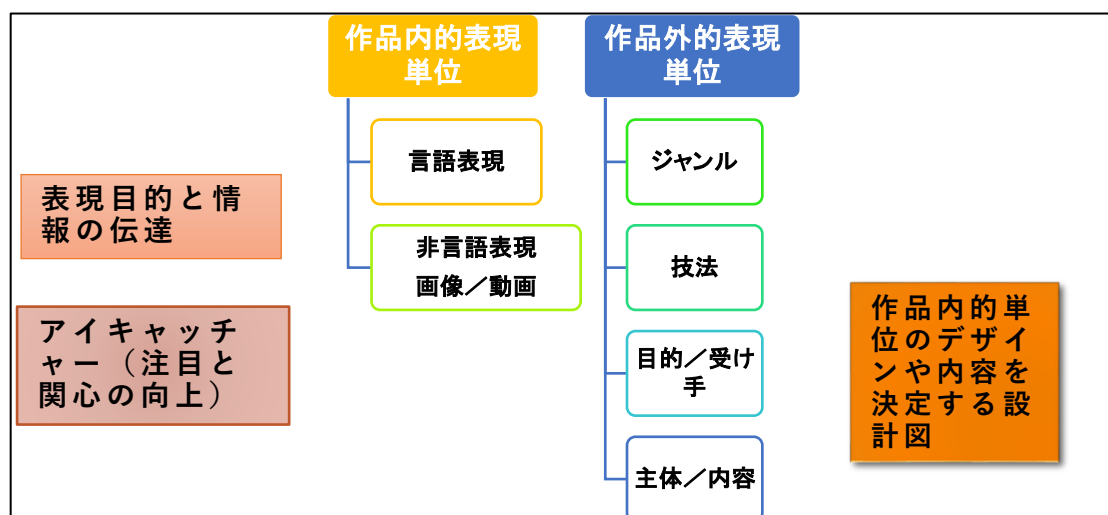 作品内的表現
単位
作品外的表現
単位
言語表現
非言語表現
画像／動画
ジャンル
技法
目的／受け
手
主体／内容
表現目的と情
報の伝達
アイキャッチ
ャー（注目と
関心の向上）
作品内的単
位のデザイ
ンや内容を
決定する設
計図